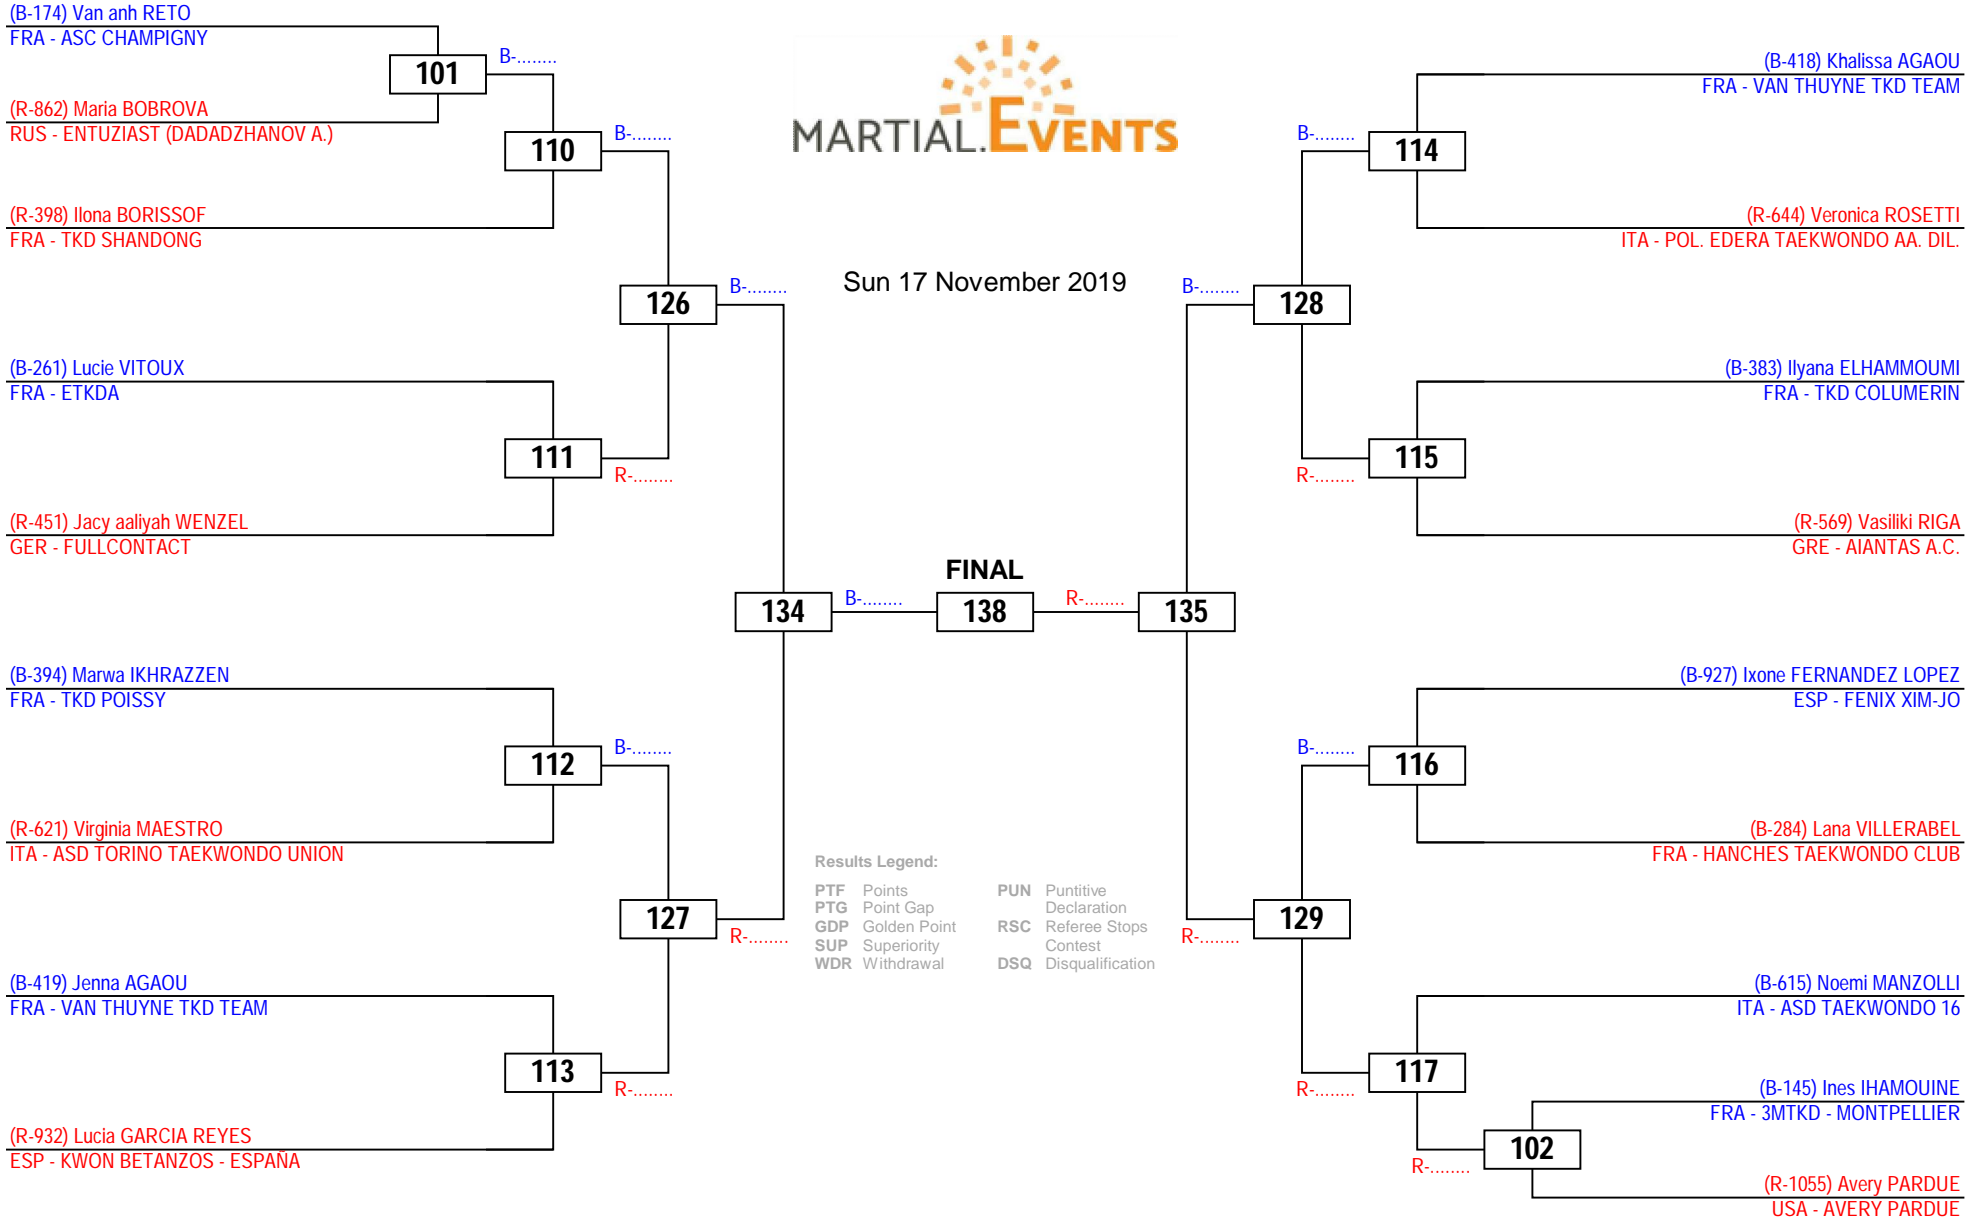 (B-174) Van anh RETO
FRA - ASC CHAMPIGNY
101
B-........
(R-862) Maria BOBROVA
RUS - ENTUZIAST (DADADZHANOV A.)
110
B-........
(R-398) Ilona BORISSOF
FRA - TKD SHANDONG
126
B-........
(B-261) Lucie VITOUX
FRA - ETKDA
111
R-........
(R-451) Jacy aaliyah WENZEL
GER - FULLCONTACT
134
B-........
(B-394) Marwa IKHRAZZEN
FRA - TKD POISSY
112
B-........
(R-621) Virginia MAESTRO
ITA - ASD TORINO TAEKWONDO UNION
127
R-........
(B-419) Jenna AGAOU
FRA - VAN THUYNE TKD TEAM
113
R-........
(R-932) Lucia GARCIA REYES
ESP - KWON BETANZOS - ESPAÑA
MARTIAL.EVENTS
Sun 17 November 2019
FINAL
138
Results Legend:
PTF Points
PTG Point Gap
GDP Golden Point
SUP Superiority
WDR Withdrawal
PUN Puntitive
Declaration
RSC Referee Stops
Contest
DSQ Disqualification
(B-418) Khalissa AGAOU
FRA - VAN THUYNE TKD TEAM
B-........
114
(R-644) Veronica ROSETTI
ITA - POL. EDERA TAEKWONDO AA. DIL.
B-........
128
(B-383) Ilyana ELHAMMOUMI
FRA - TKD COLUMERIN
115
R-........
(R-569) Vasiliki RIGA
GRE - AIANTAS A.C.
R-........
135
(B-927) Ixone FERNANDEZ LOPEZ
ESP - FENIX XIM-JO
B-........
116
(B-284) Lana VILLERABEL
FRA - HANCHES TAEKWONDO CLUB
129
R-........
(B-615) Noemi MANZOLLI
ITA - ASD TAEKWONDO 16
117
R-........
(B-145) Ines IHAMOUINE
FRA - 3MTKD - MONTPELLIER
102
R-........
(R-1055) Avery PARDUE
USA - AVERY PARDUE